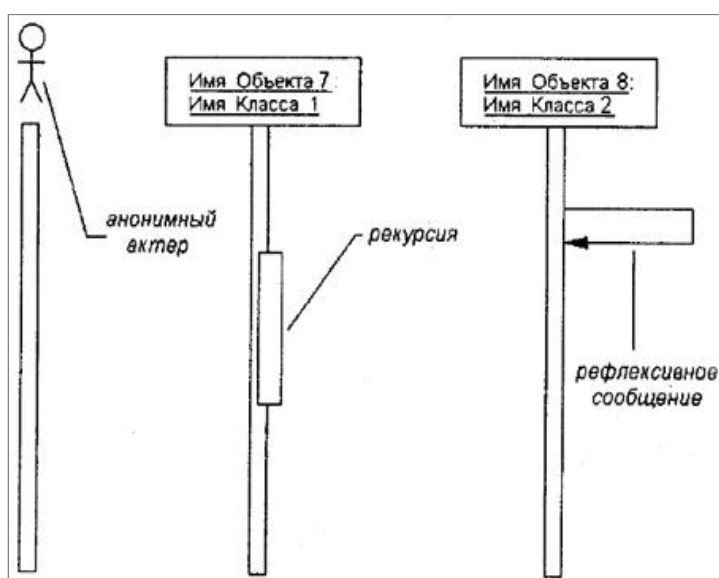 Имя Объекта 7:
Имя Класса 1
Имя Объекта 8:
Имя Класса 2
анонимный
актер
рекурсия
рефлексивное
сообщение